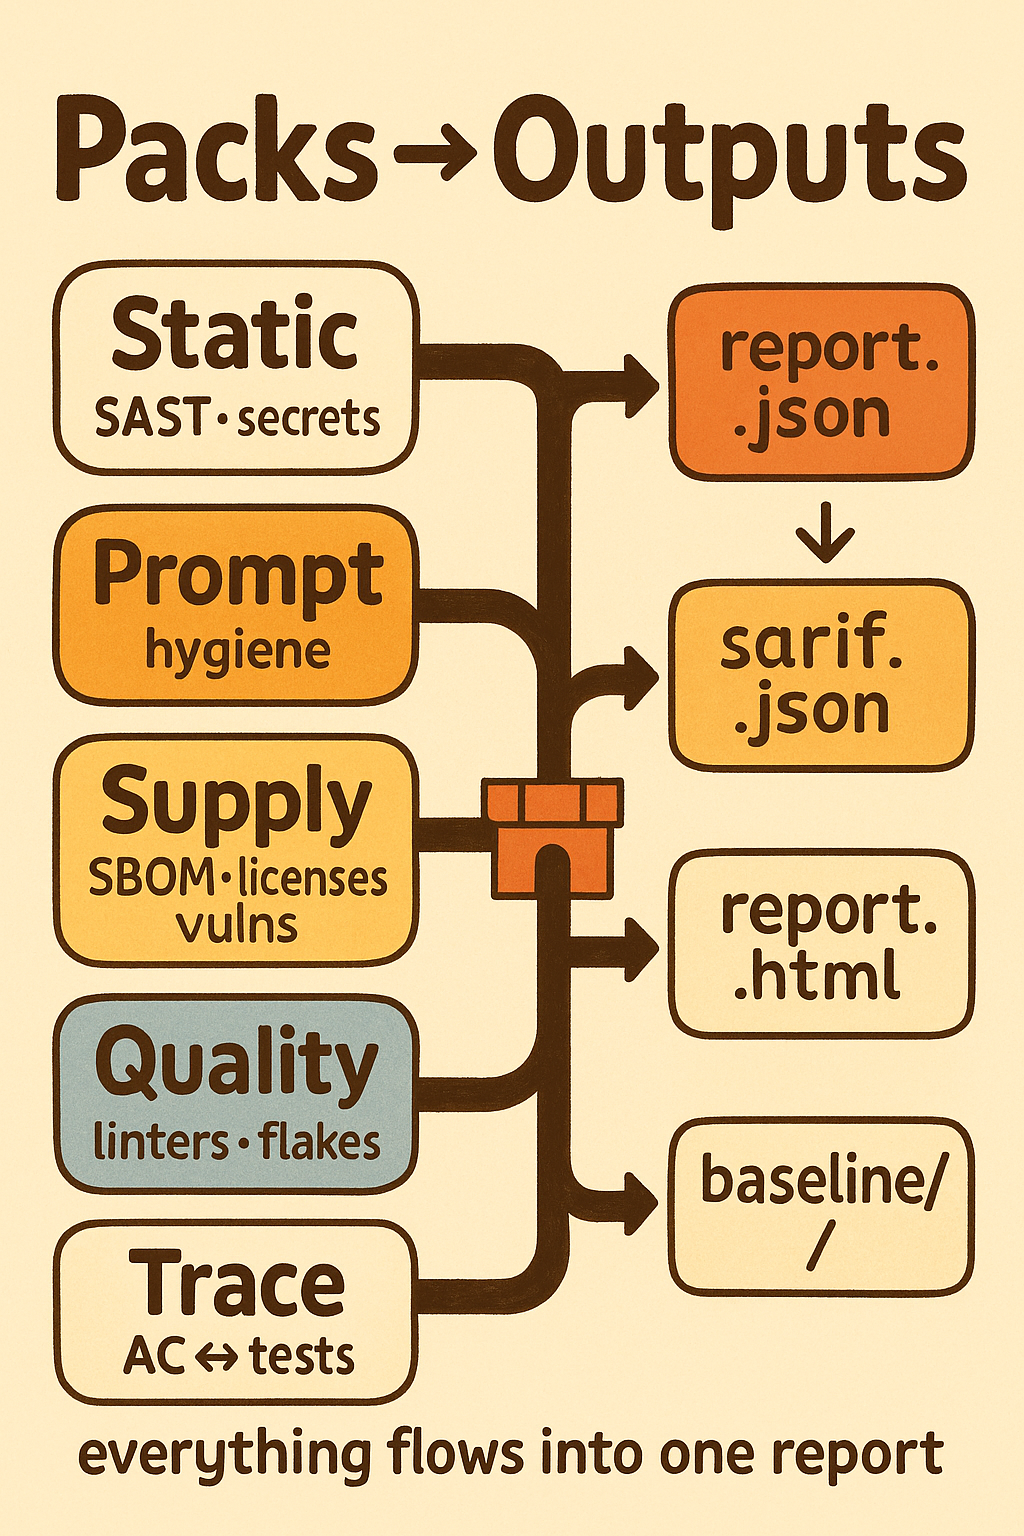 Packs→Outputs
Static
SAST·secrets
Prompt
hygiene
Supply
SBOM·licenses
vulns
Quality
linters·flakes
Trace
AC↔tests
report.
.json
↓
sarif.
.json
report.
.html
baseline/
/
everything flows into one report